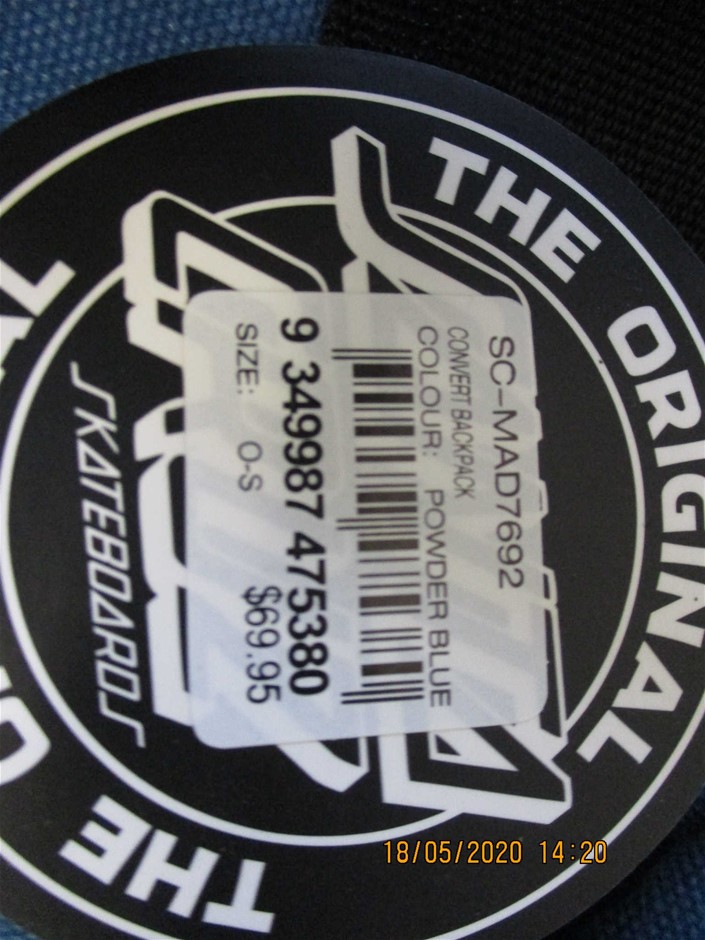 THE ORIGINAL
SC-MAD7692
CONVERT BACKPACK
COLOUR: POWDER BLUE
9 349987 475380
SIZE: O-S
$69.95
SKATEBOARDS
THE
18/05/2020 14:20